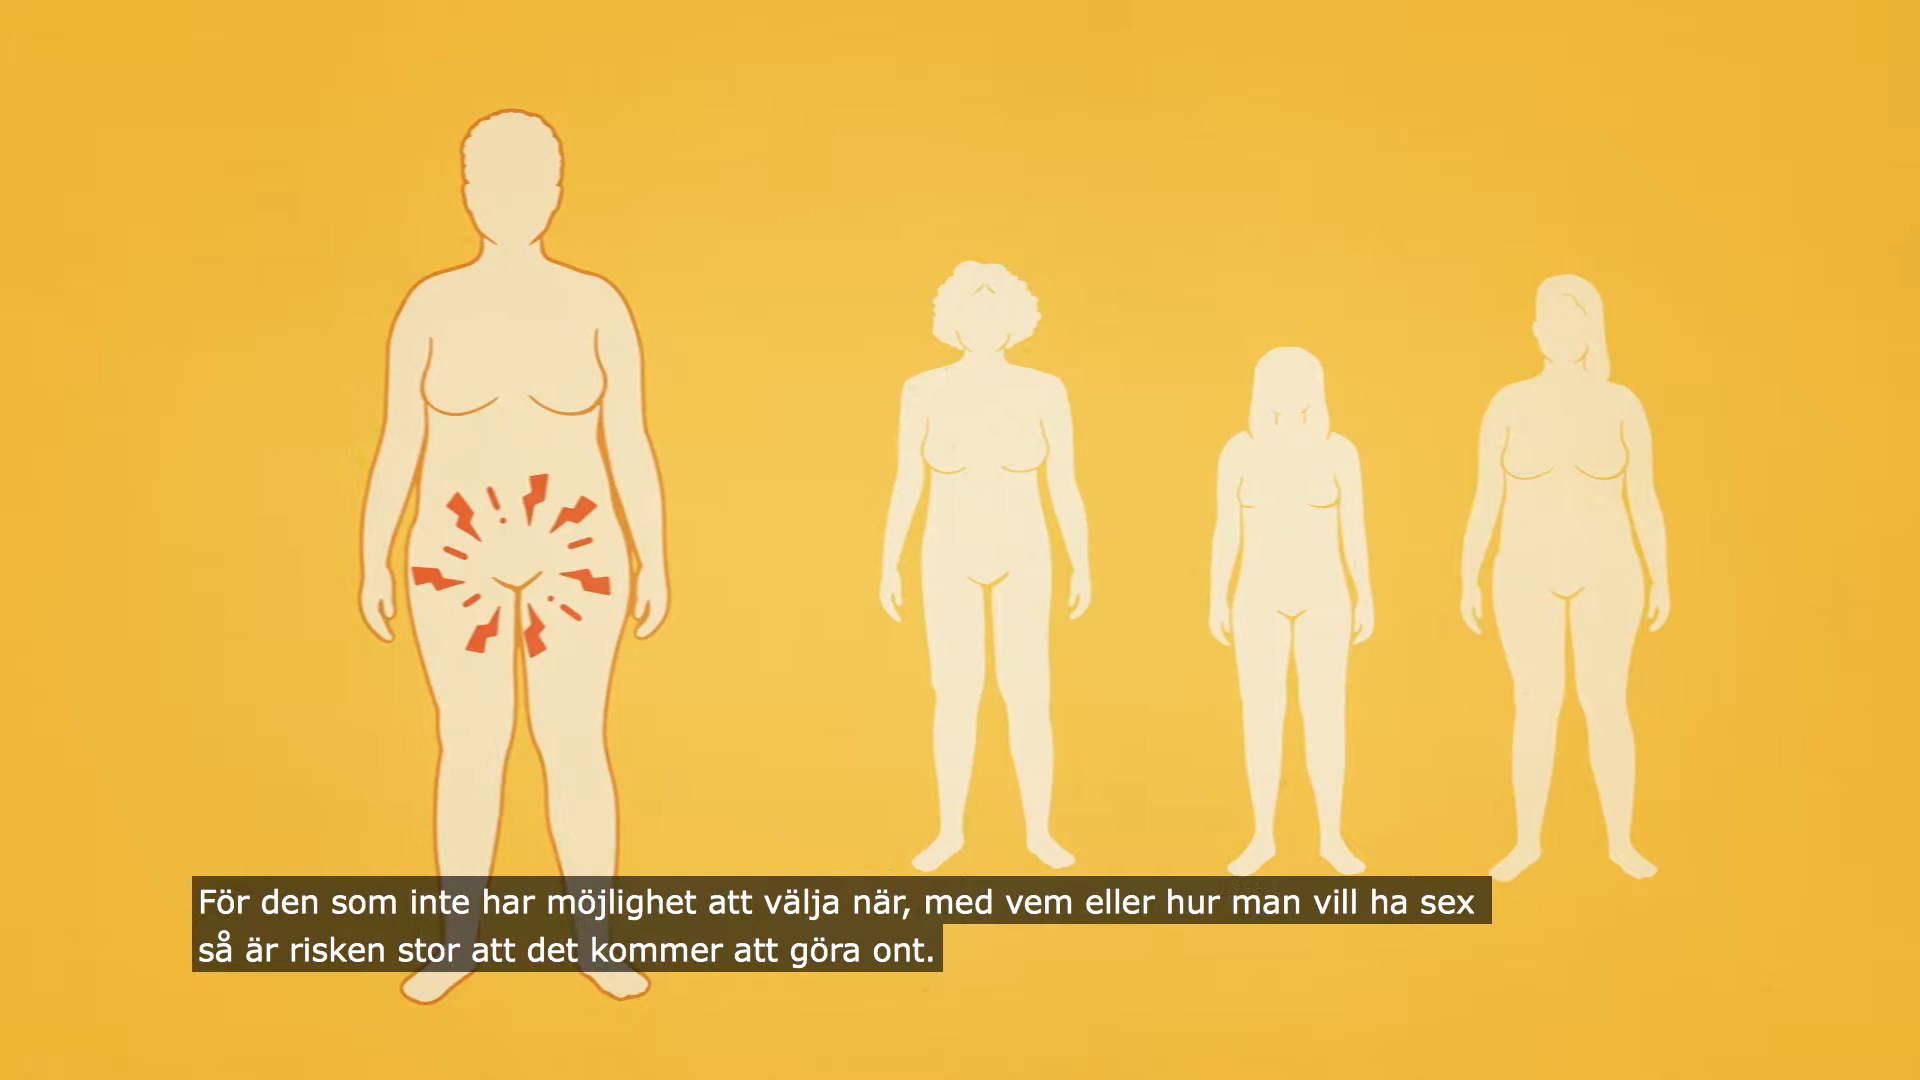 För den som inte har möjlighet att välja när, med vem eller hur man vill ha sex
så är risken stor att det kommer att göra ont.